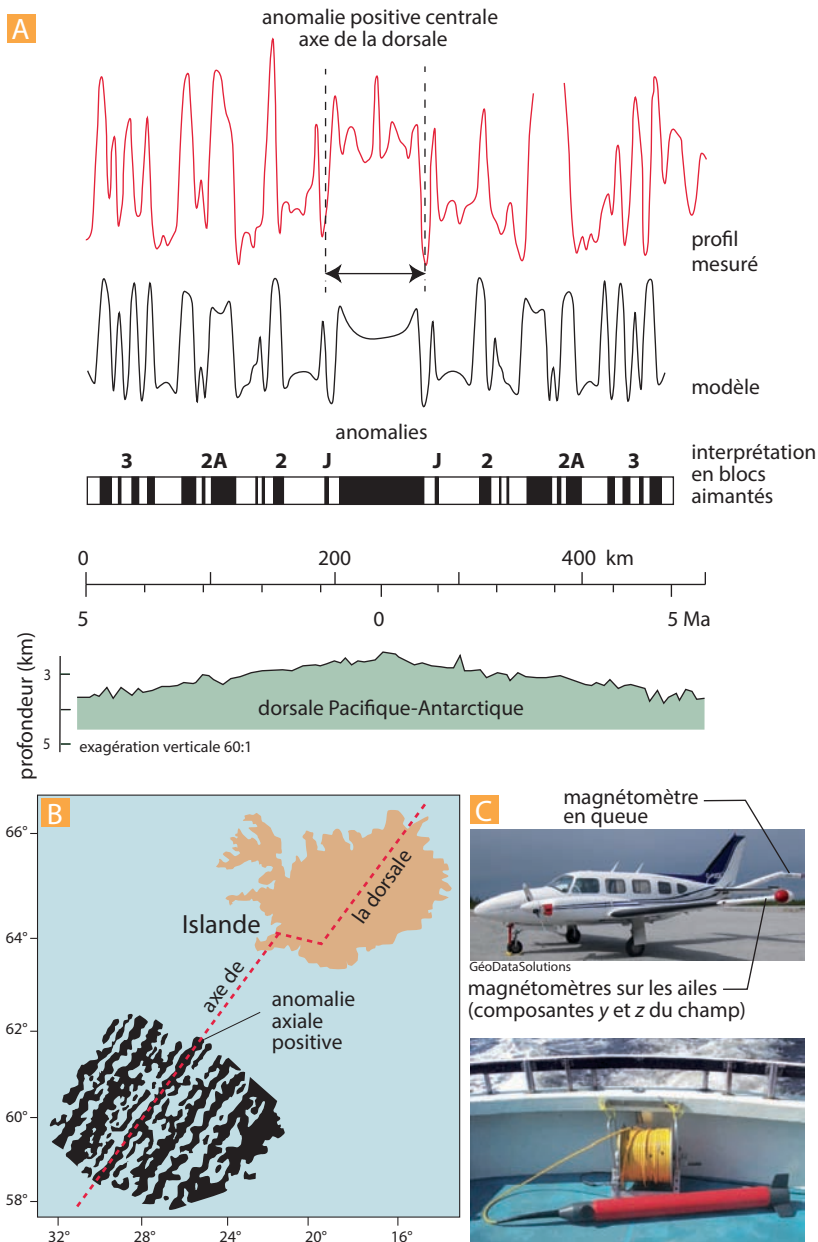 A
anomalie positive centrale
axe de la dorsale
profil
mesuré
modèle
anomalies
3 2A 2 J J 2 2A 3
interprétation
en blocs
aimantés
0 200 400 km
5 0 5 Ma
profondeur (km)
3
5
dorsale Pacifique-Antarctique
exagération verticale 60:1
B
66°
64°
62°
60°
58°
32° 28° 24° 20° 16°
Islande
axe de
la dorsale
anomalie
axiale
positive
C
magnétomètre
en queue
GéoDataSolutions
magnétomètres sur les ailes
(composantes y et z du champ)